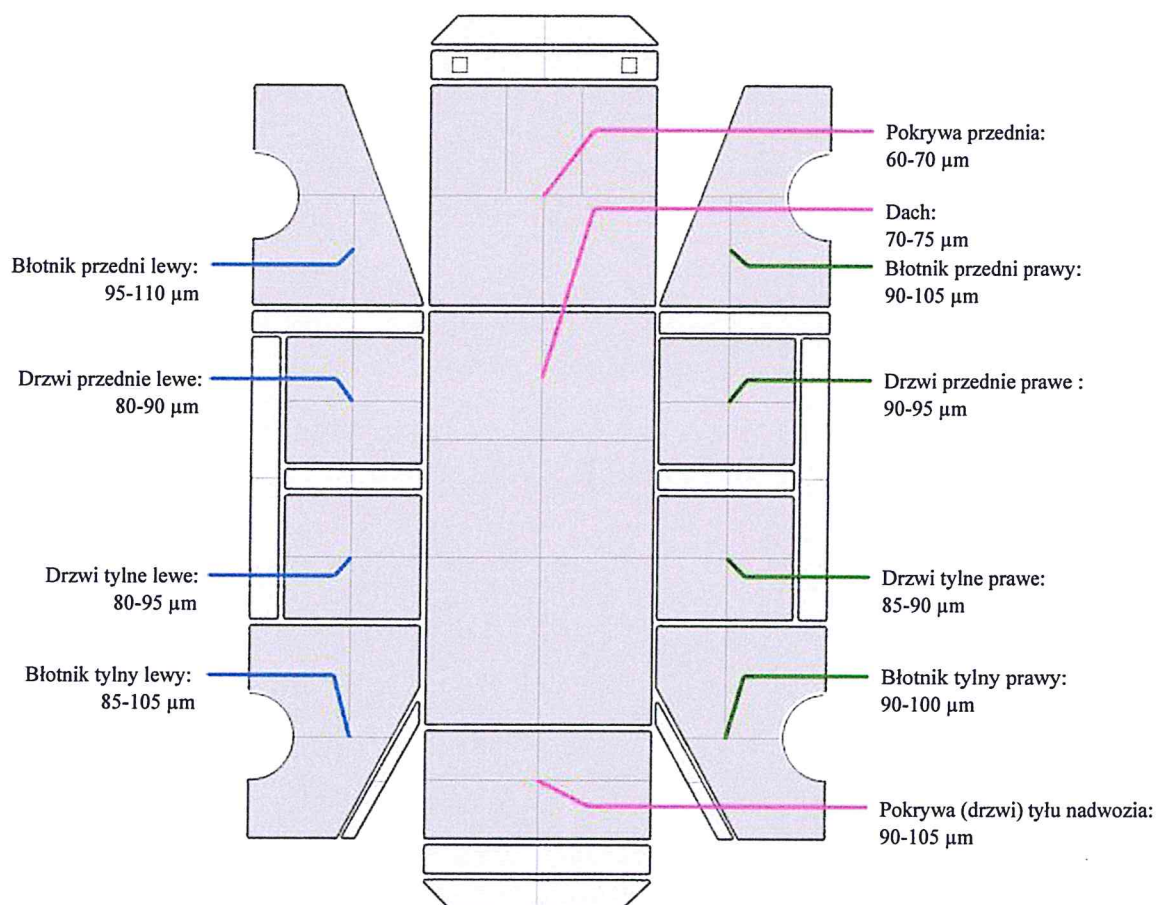 Pokrywa przednia:
60-70 µm
Dach:
70-75 µm
Błotnik przedni lewy:
95-110 µm
Błotnik przedni prawy:
90-105 µm
Drzwi przednie lewe:
80-90 µm
Drzwi przednie prawe :
90-95 µm
Drzwi tylne lewe:
80-95 µm
Drzwi tylne prawe:
85-90 µm
Błotnik tylny lewy:
85-105 µm
Błotnik tylny prawy:
90-100 µm
Pokrywa (drzwi) tyłu nadwozia:
90-105 µm